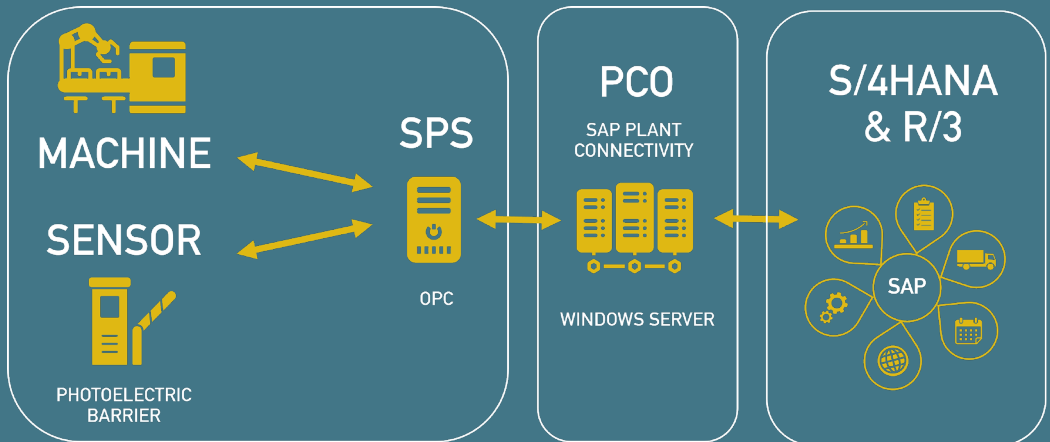 MACHINE
SENSOR
PHOTOELECTRIC
BARRIER
SPS
OPC
PCO
SAP PLANT
CONNECTIVITY
WINDOWS SERVER
S/4HANA
& R/3
SAP